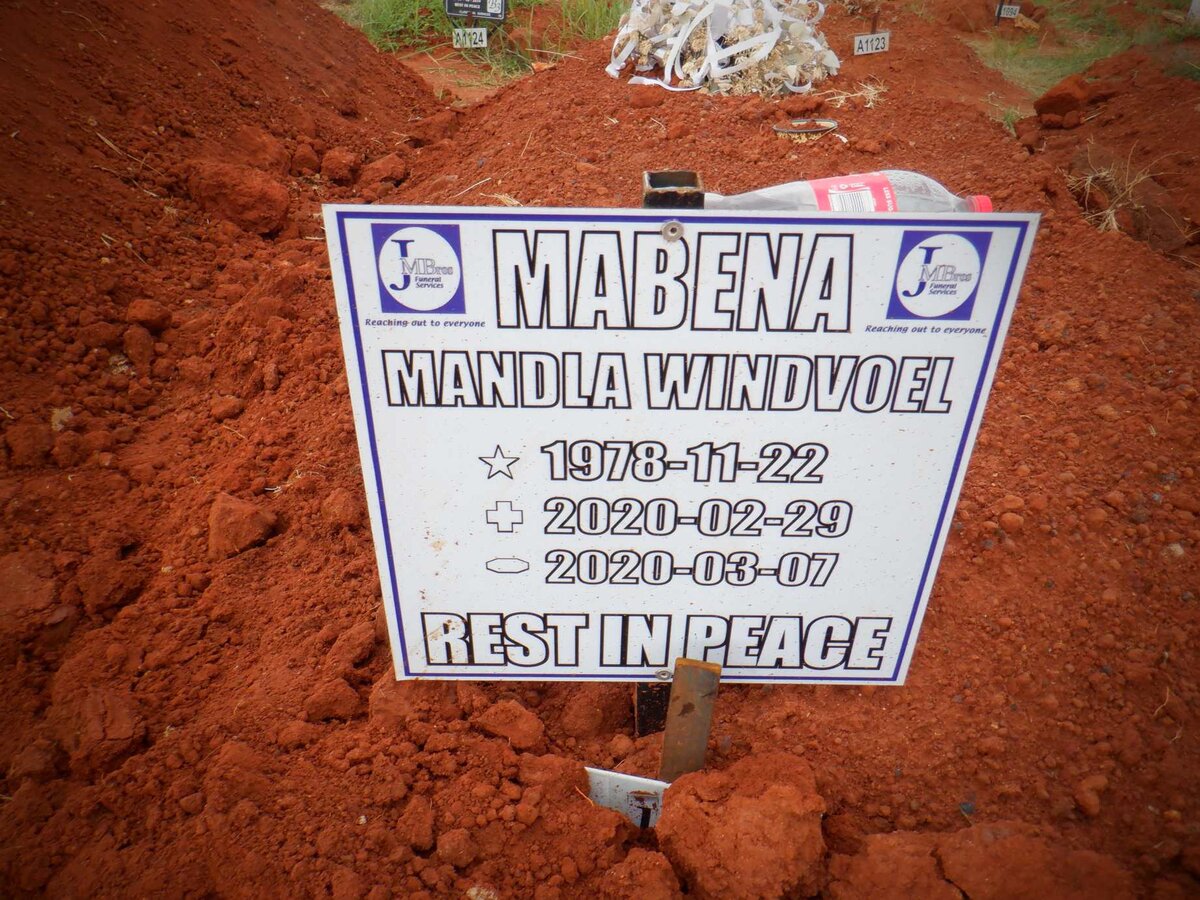 A1124
A1123
1094
JMBros
Funeral
Services
Reaching out to everyone
MABENA
JMBros
Funeral
Services
Reaching out to everyone
MANDLA WINDVOEL
1978-11-22
2020-02-29
2020-03-07
REST IN PEACE